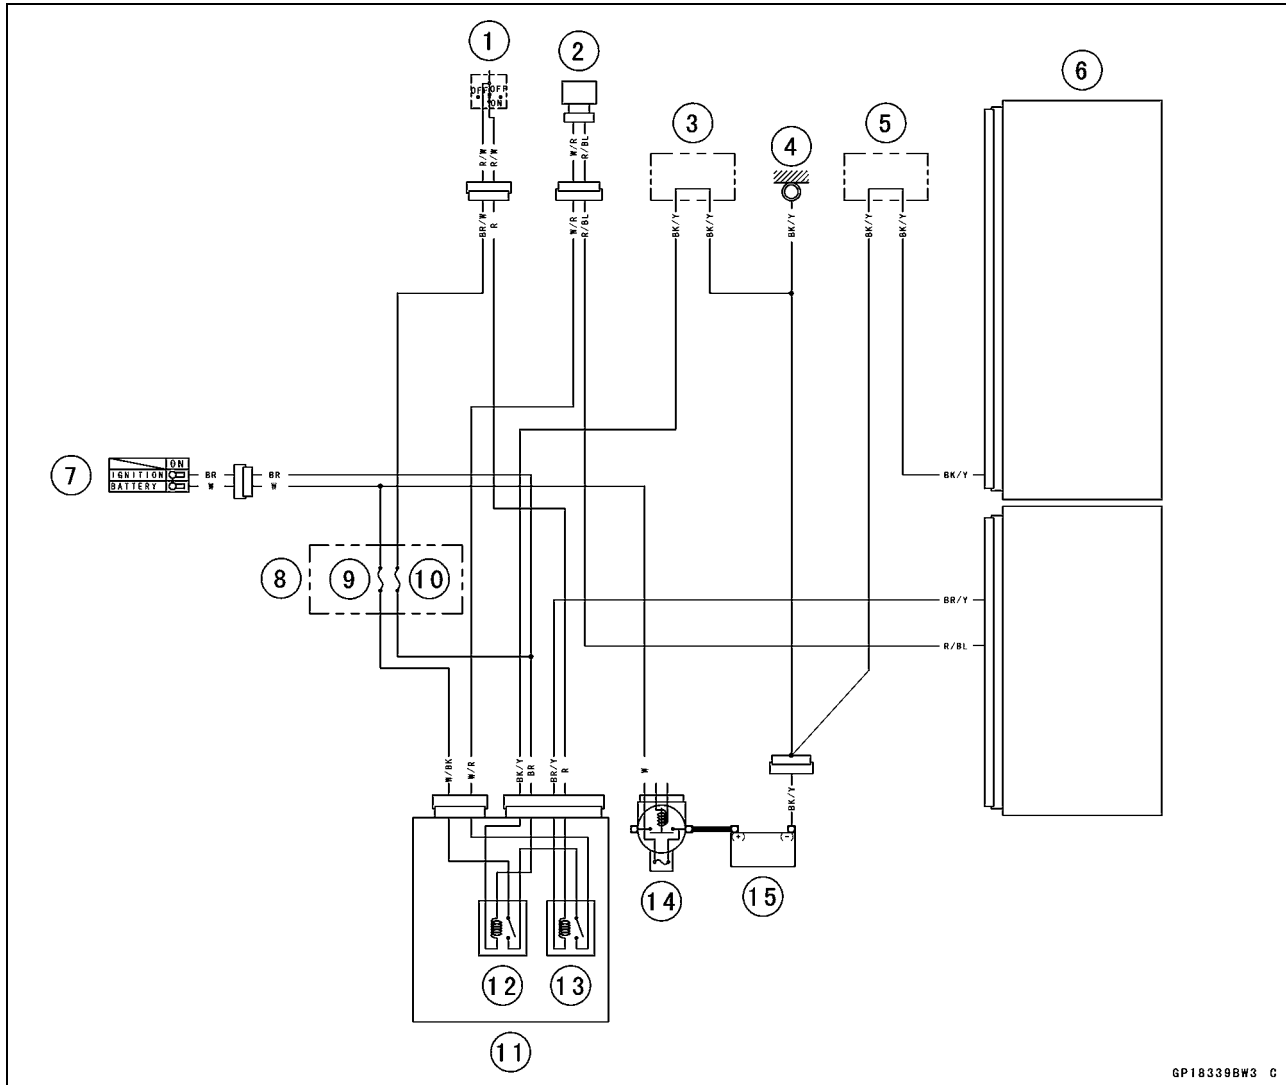 1
2
3
4
5
6
OFF OFF
ON
R/W
R/W
W/R
R/BL
BR/W
R
W/R
R/BL
BK/Y
BK/Y
BK/Y
BK/Y
BK/Y
7
ON
IGNITION
BATTERY
BR
W
BR
W
BK/Y
8
9
10
BR/Y
R/BL
W/BK
W/R
BK/Y
BR
BR/Y
R
W
BK/Y
(+)
(-)
14
15
12
13
11
GP18339BW3 C